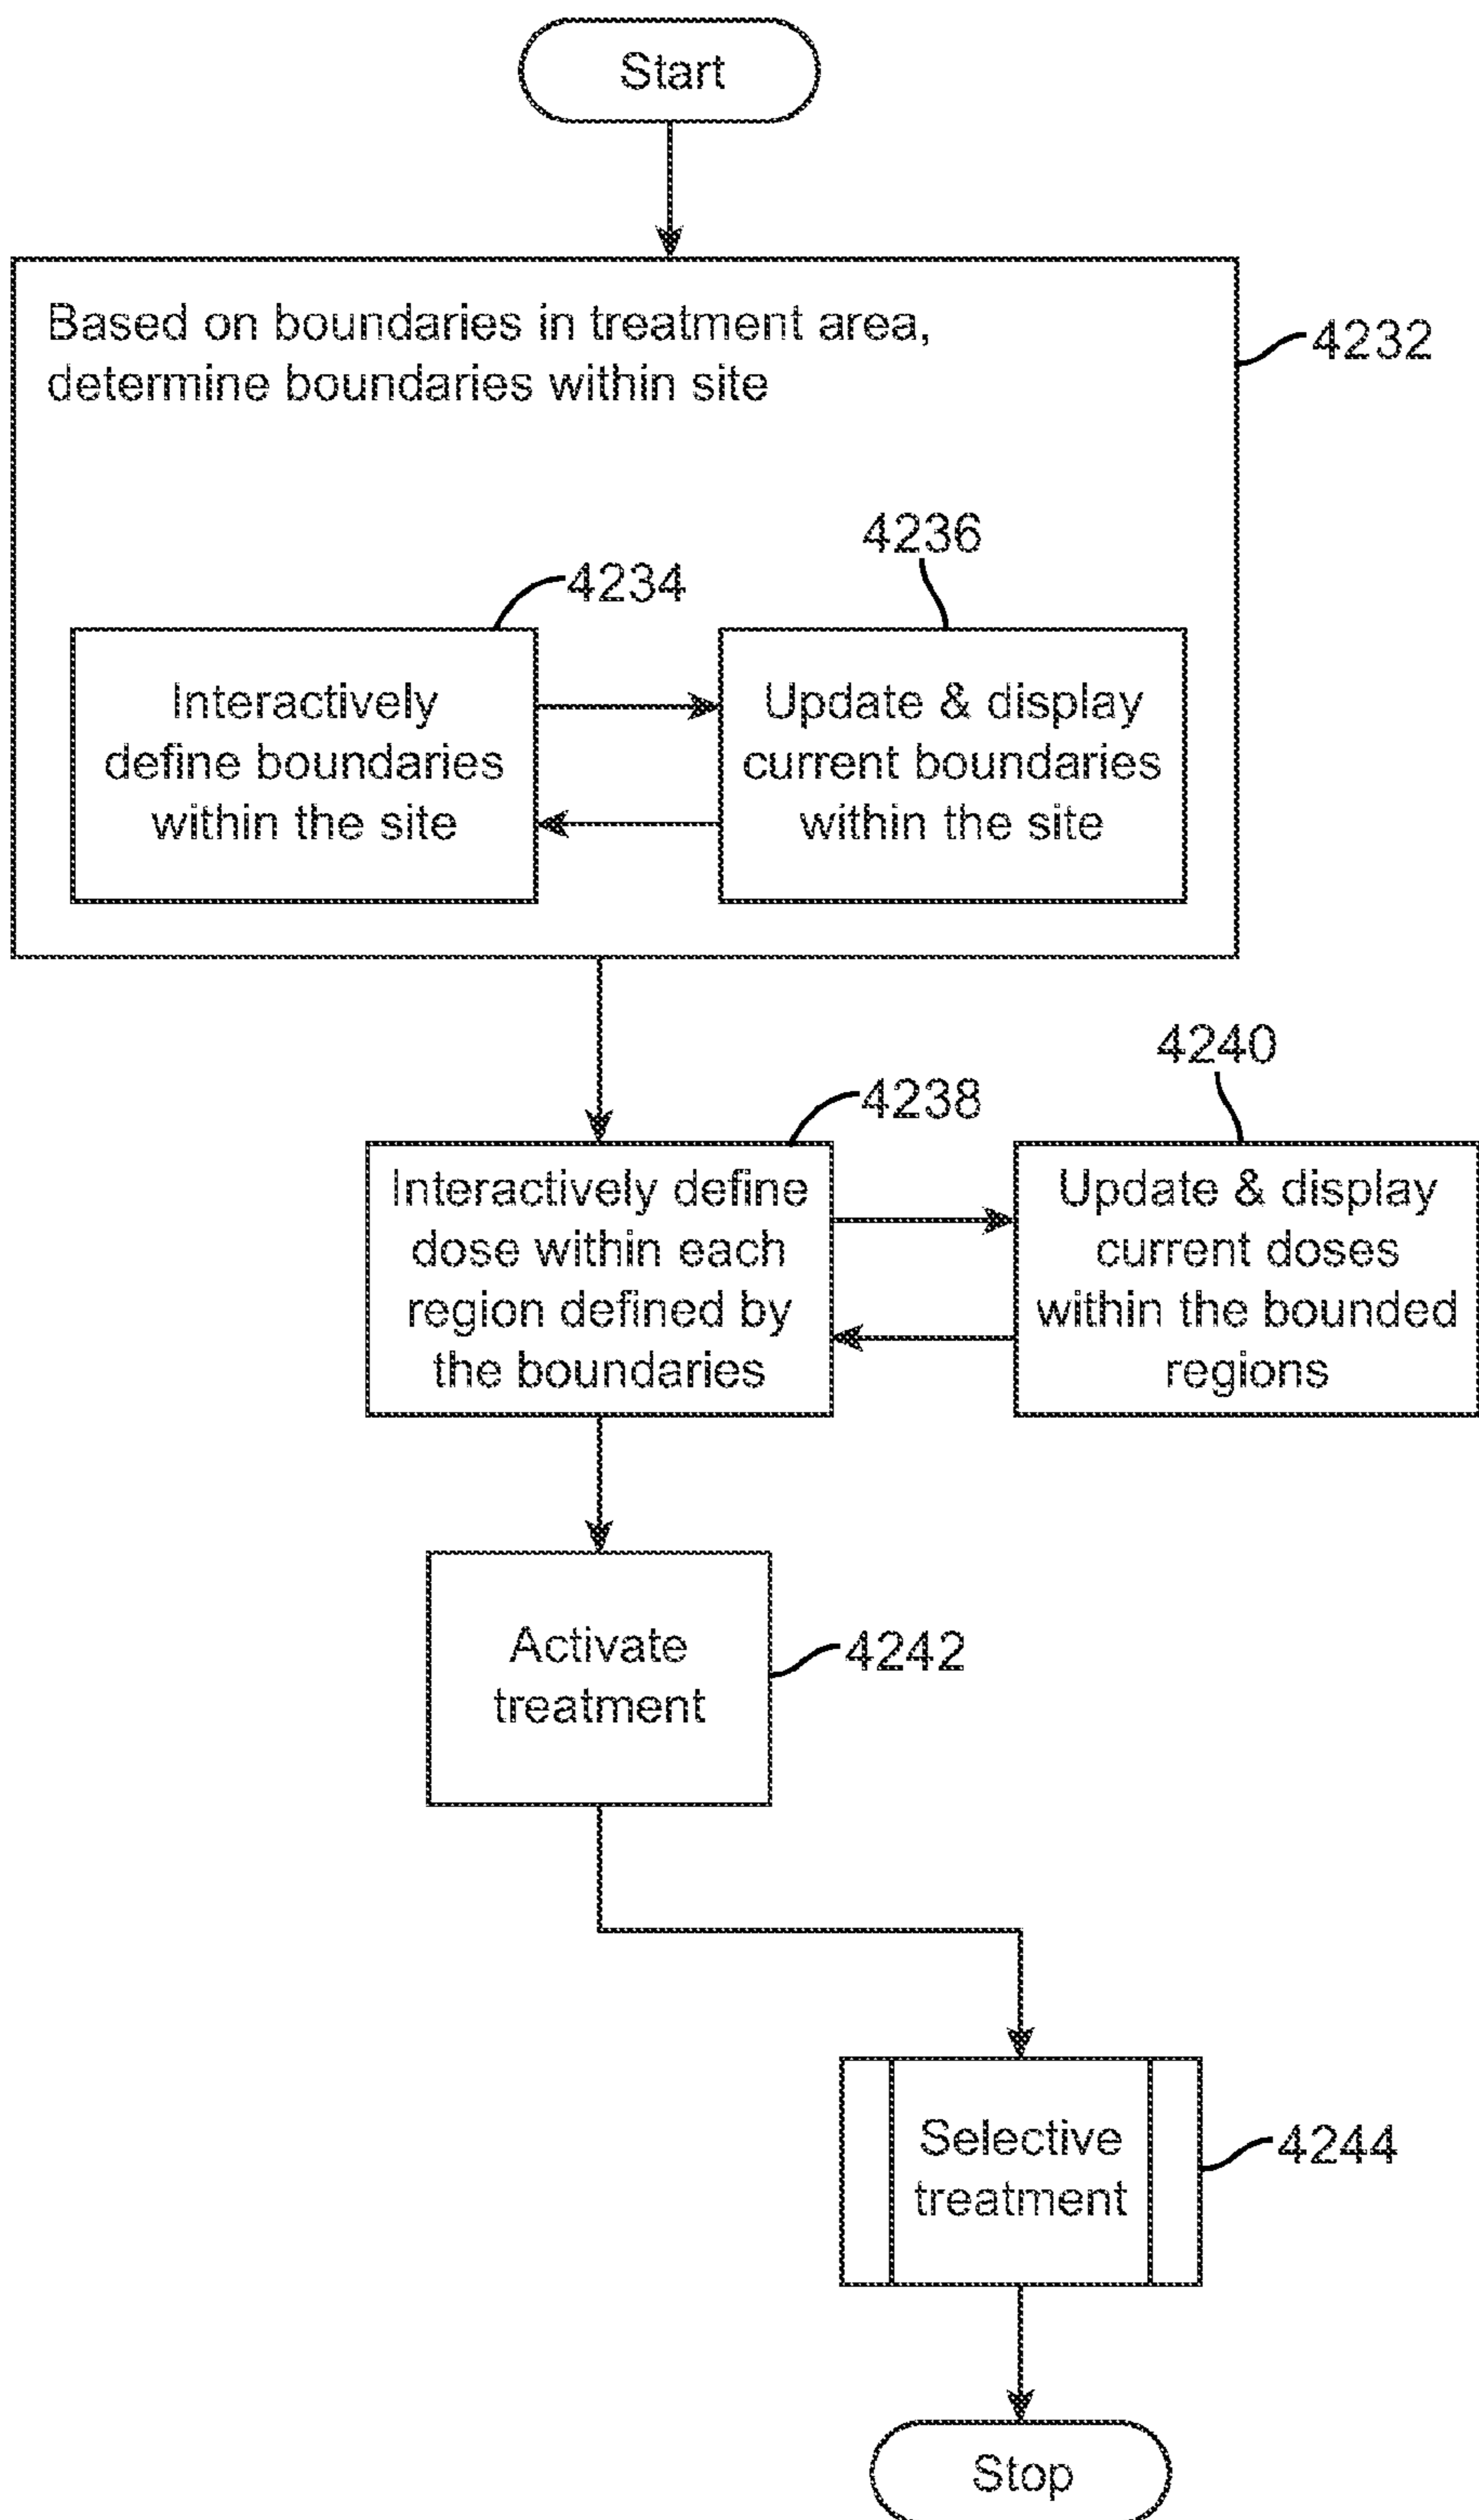 Start
Based on boundaries in treatment area,
determine boundaries within site
4232
4236
4234
Interactively
define boundaries
within the site
Update & display
current boundaries
within the site
4240
4238
Interactively define
dose within each
region defined by
the boundaries
Update & display
current doses
within the bounded
regions
Activate
treatment
4242
Selective
treatment
4244
Stop